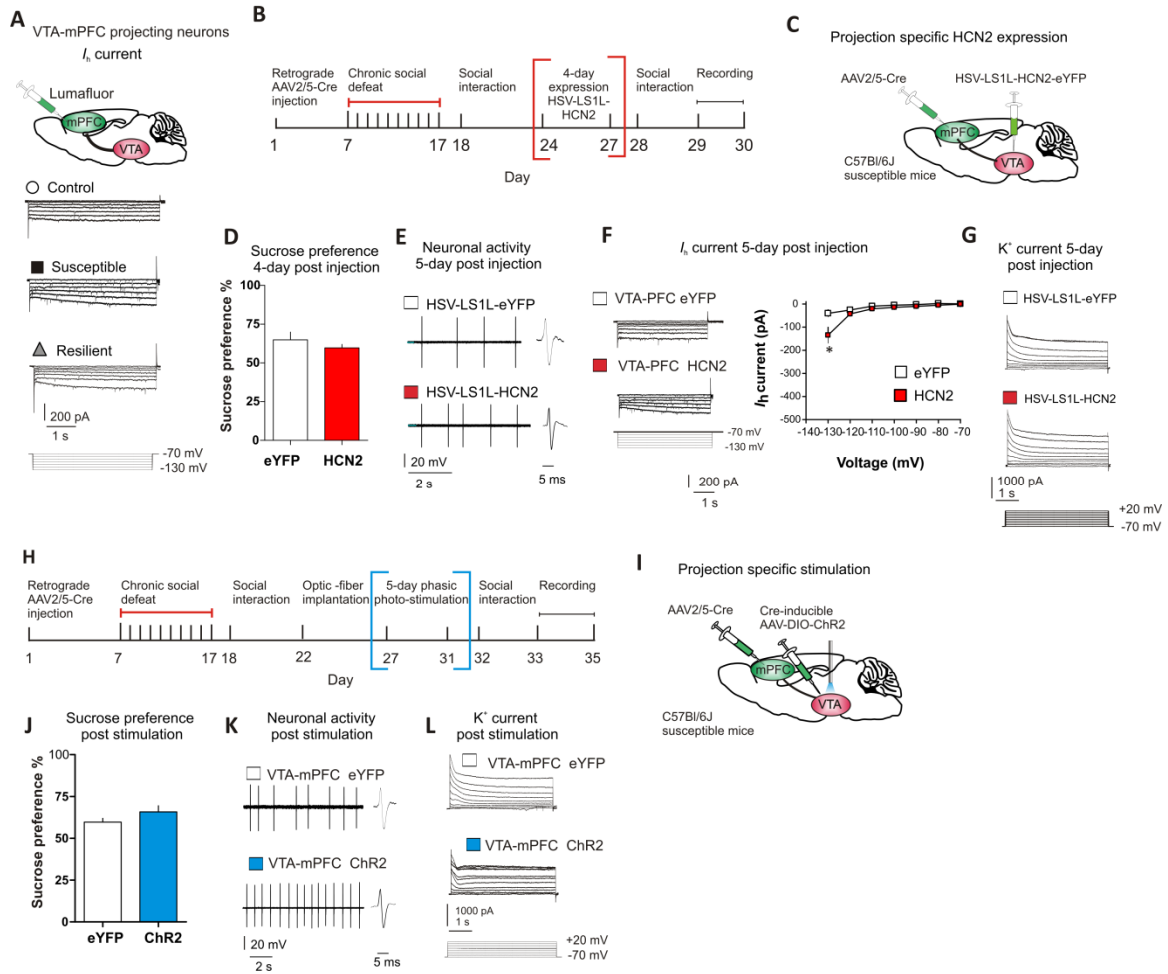 A
VTA-mPFC projecting neurons
Ih current
Lumafluor
mPFC
VTA
Control
Susceptible
Resilient
200 pA
1 s
-70 mV
-130 mV
B
Retrograde
AAV2/5-Cre
injection
Chronic social
defeat
Social
interaction
4-day
expression
HSV-LS1L-
HCN2
Social
interaction
Recording
1 7 17 18 24 27 28 29 30
Day
C
Projection specific HCN2 expression
AAV2/5-Cre
HSV-LS1L-HCN2-eYFP
mPFC
VTA
C57Bl/6J
susceptible mice
D
Sucrose preference
4-day post injection
Sucrose preference %
100
75
50
25
0
eYFP HCN2
E
Neuronal activity
5-day post injection
HSV-LS1L-eYFP
HSV-LS1L-HCN2
20 mV
2 s
5 ms
F
Ih current 5-day post injection
VTA-PFC eYFP
VTA-PFC HCN2
-70 mV
-130 mV
200 pA
1 s
Ih current (pA)
0
-100
-200
-300
-400
-500
*
eYFP
HCN2
-140 -130 -120 -110 -100 -90 -80 -70
Voltage (mV)
G
K+ current 5-day
post injection
HSV-LS1L-eYFP
HSV-LS1L-HCN2
1000 pA
1 s
+20 mV
-70 mV
H
Retrograde
AAV2/5-Cre
injection
Chronic social
defeat
Social
interaction
Optic -fiber
implantation
5-day phasic
photo-stimulation
Social
interaction
Recording
1 7 17 18 22 27 31 32 33 35
Day
I
Projection specific stimulation
AAV2/5-Cre
Cre-inducible
AAV-DIO-ChR2
mPFC
VTA
C57Bl/6J
susceptible mice
J
Sucrose preference
post stimulation
Sucrose preference %
100
75
50
25
0
eYFP ChR2
K
Neuronal activity
post stimulation
VTA-mPFC eYFP
VTA-mPFC ChR2
20 mV
2 s
5 ms
L
K+ current
post stimulation
VTA-mPFC eYFP
VTA-mPFC ChR2
1000 pA
1 s
+20 mV
-70 mV